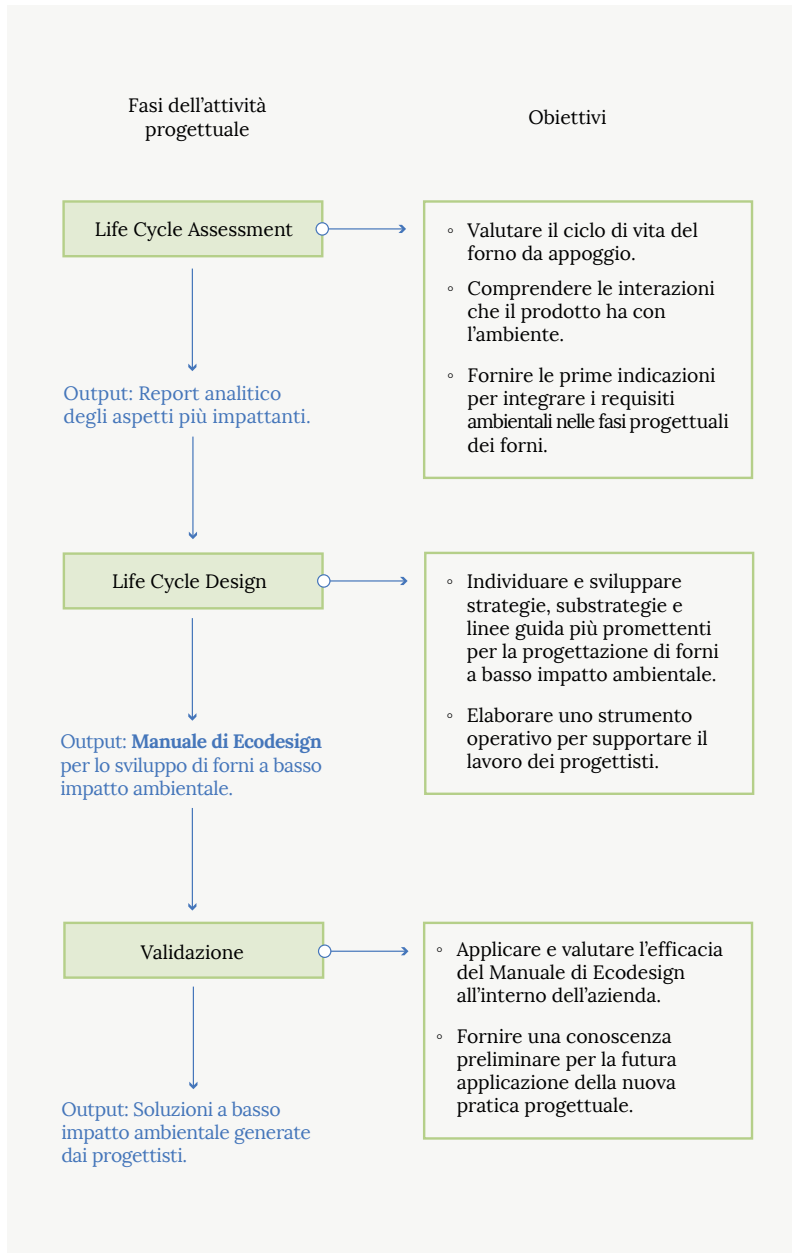 Fasi dell’attività
progettuale
Obiettivi
Life Cycle Assessment
◦ Valutare il ciclo di vita del
forno da appoggio.
◦ Comprendere le interazioni
che il prodotto ha con
l’ambiente.
◦ Fornire le prime indicazioni
per integrare i requisiti
ambientali nelle fasi progettuali
dei forni.
Output: Report analitico
degli aspetti più impattanti.
Life Cycle Design
◦ Individuare e sviluppare
strategie, substrategie e
linee guida più promettenti
per la progettazione di forni
a basso impatto ambientale.
◦ Elaborare uno strumento
operativo per supportare il
lavoro dei progettisti.
Output: Manuale di Ecodesign
per lo sviluppo di forni a basso
impatto ambientale.
Validazione
◦ Applicare e valutare l’efficacia
del Manuale di Ecodesign
all’interno dell’azienda.
◦ Fornire una conoscenza
preliminare per la futura
applicazione della nuova
pratica progettuale.
Output: Soluzioni a basso
impatto ambientale generate
dai progettisti.